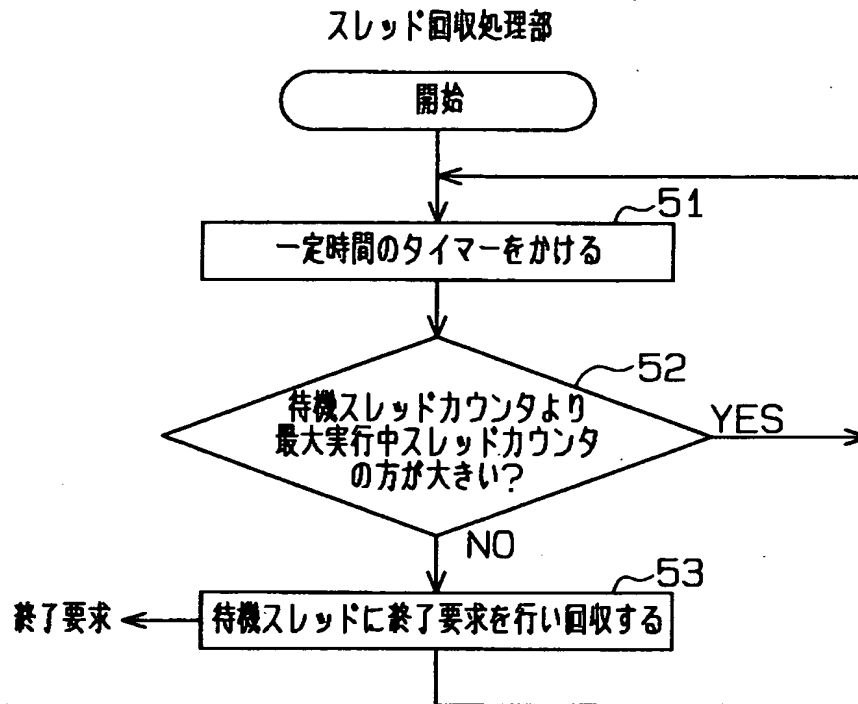 スレッド回収処理部
開始
51
一定時間のタイマーをかける
52
待機スレッドカウンタより
最大実行中スレッドカウンタ
の方が大きい?
YES
NO
53
終了要求
待機スレッドに終了要求を行い回収する